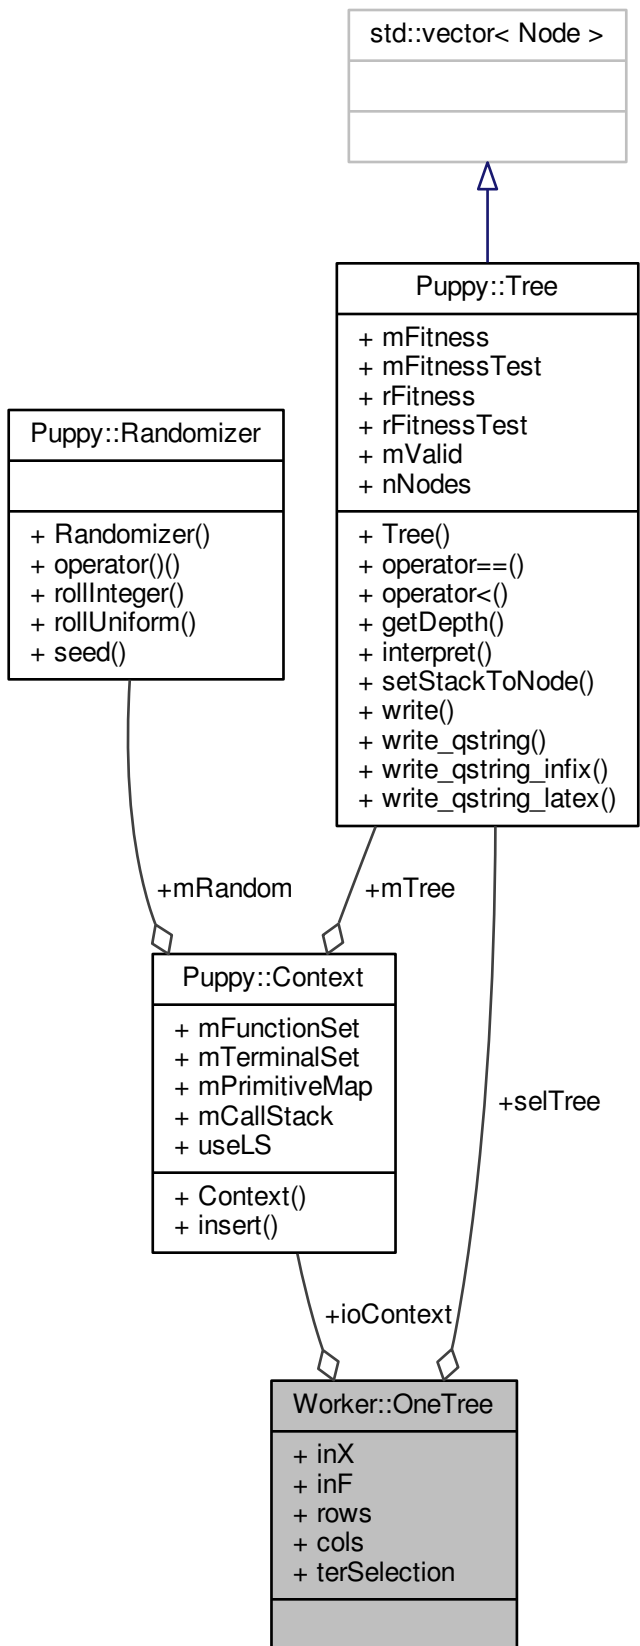 std::vector< Node >
Puppy::Tree
+ mFitness
+ mFitnessTest
+ rFitness
+ rFitnessTest
+ mValid
+ nNodes
+ Tree()
+ operator==()
+ operator<()
+ getDepth()
+ interpret()
+ setStackToNode()
+ write()
+ write_qstring()
+ write_qstring_infix()
+ write_qstring_latex()
Puppy::Randomizer
+ Randomizer()
+ operator()()
+ rollInteger()
+ rollUniform()
+ seed()
+mRandom
+mTree
Puppy::Context
+ mFunctionSet
+ mTerminalSet
+ mPrimitiveMap
+ mCallStack
+ useLS
+ Context()
+ insert()
+selTree
+ioContext
Worker::OneTree
+ inX
+ inF
+ rows
+ cols
+ terSelection